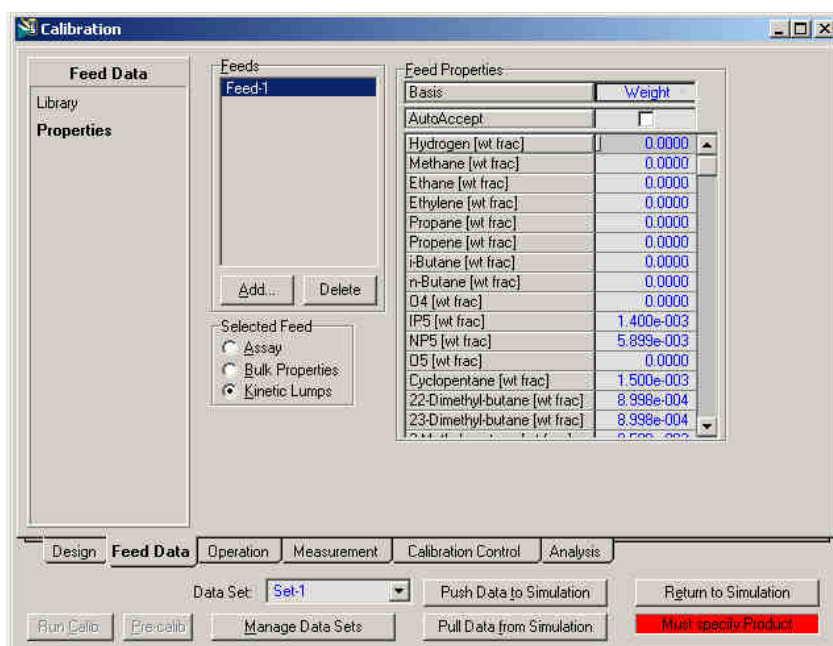 Calibration
Feed Data
Library
Properties
Feeds
Feed-1
Add...
Delete
Selected Feed
Assay
Bulk Properties
Kinetic Lumps
Feed Properties
Basis Weight
AutoAccept
Hydrogen [wt frac] 0.0000
Methane [wt frac] 0.0000
Ethane [wt frac] 0.0000
Ethylene [wt frac] 0.0000
Propane [wt frac] 0.0000
Propene [wt frac] 0.0000
i-Butane [wt frac] 0.0000
n-Butane [wt frac] 0.0000
O4 [wt frac] 0.0000
IP5 [wt frac] 1.400e-003
NP5 [wt frac] 5.899e-003
O5 [wt frac] 0.0000
Cyclopentane [wt frac] 1.500e-003
22-Dimethyl-butane [wt frac] 8.998e-004
23-Dimethyl-butane [wt frac] 8.998e-004
Design Feed Data Operation Measurement Calibration Control Analysis
Data Set: Set-1 Push Data to Simulation Return to Simulation
Run Calib Pre-calib Manage Data Sets Pull Data from Simulation Must specify Product